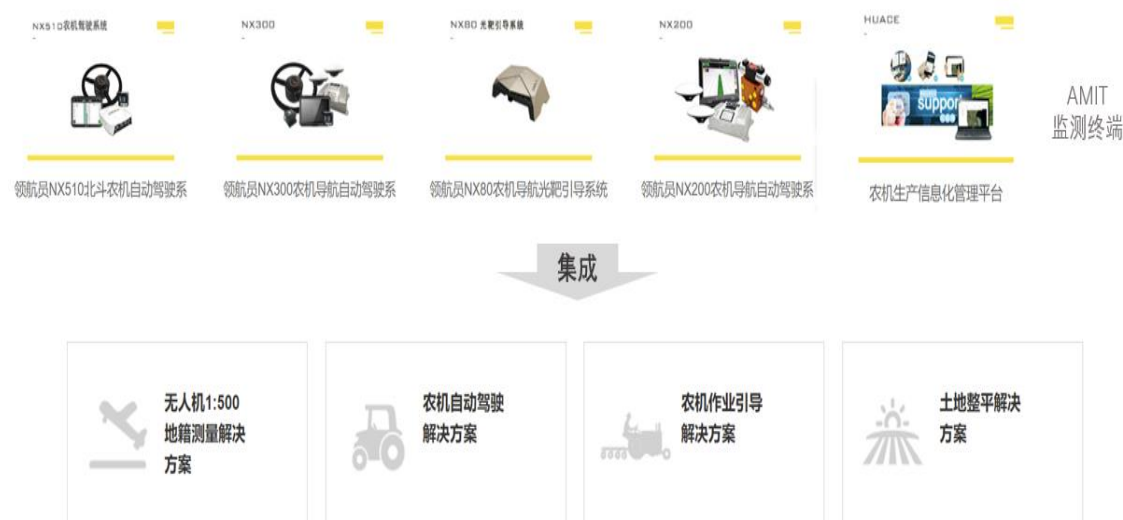 NX510农机驾驶系统
NX300
NX80 光靶引导系统
NX200
HUACE
support
领航员NX510北斗农机自动驾驶系
领航员NX300农机导航自动驾驶系
领航员NX80农机导航光靶引导系统
领航员NX200农机导航自动驾驶系
农机生产信息化管理平台
AMIT
监测终端
集成
无人机1:500
地籍测量解决
方案
农机自动驾驶
解决方案
农机作业引导
解决方案
土地整平解决
方案